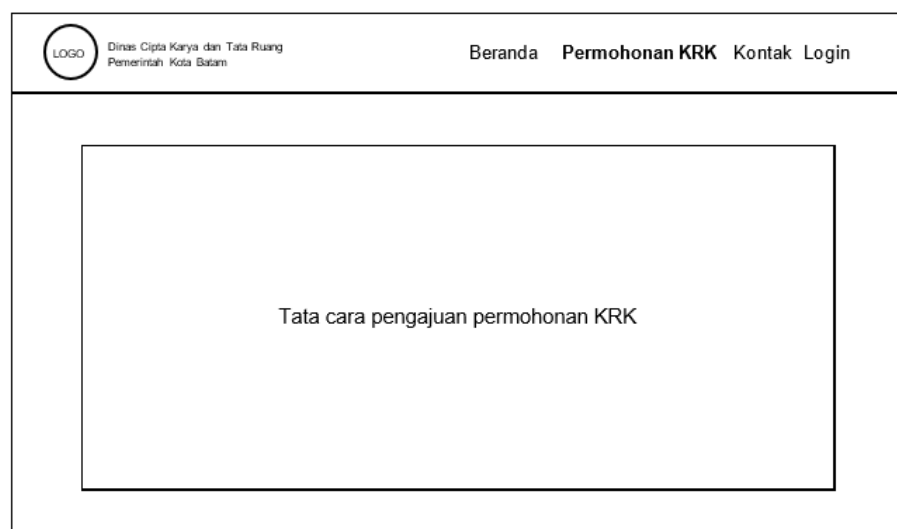 LOGO
Dinas Cipta Karya dan Tata Ruang
Pemerintah Kota Batam
Beranda Permohonan KRK Kontak Login
Tata cara pengajuan permohonan KRK